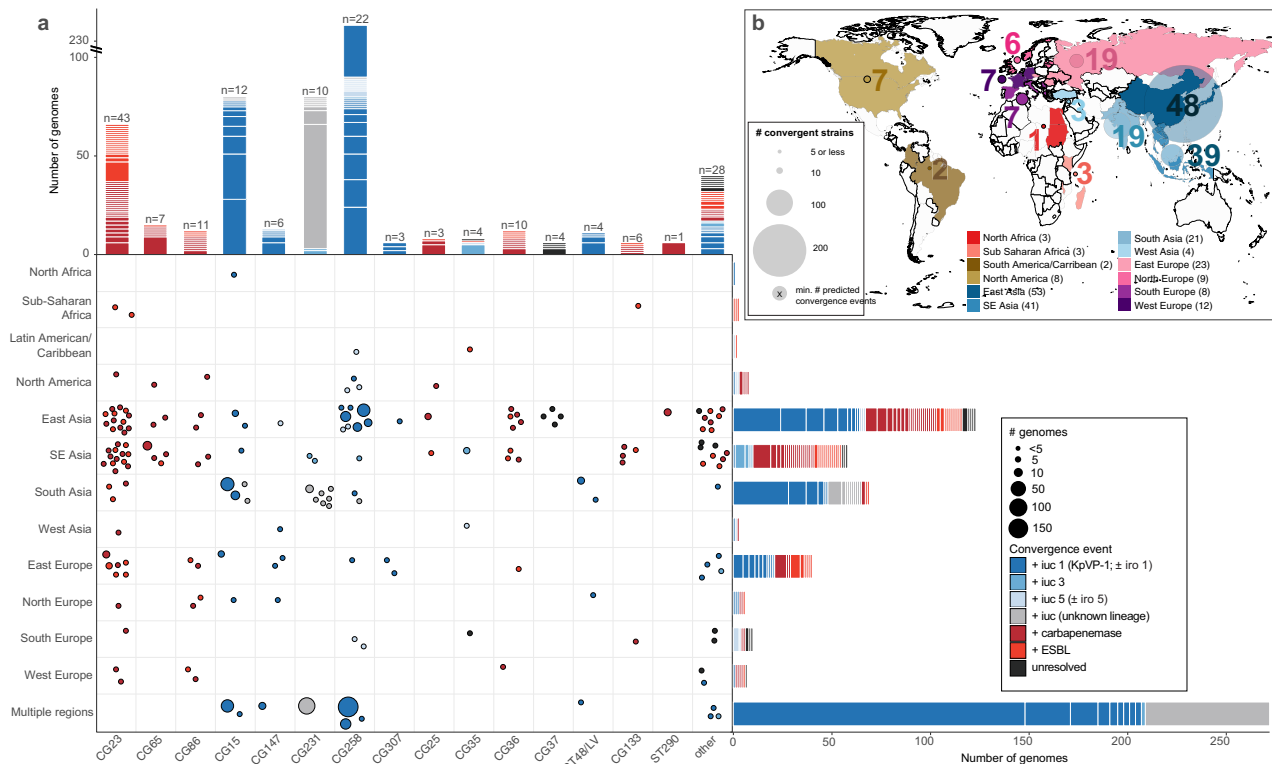 a
Number of genomes
230
100
50
0
n=43
n=7
n=11
n=12
n=6
n=10
n=22
n=3
n=3
n=4
n=10
n=4
n=4
n=6
n=1
n=28
b
7
2
6
7
7
1
3
3
19
19
48
39
# convergent strains
5 or less
10
100
200
x
min. # predicted
convergence events
North Africa (3)
Sub Saharan Africa (3)
South America/Carribean (2)
North America (8)
East Asia (53)
SE Asia (41)
South Asia (21)
West Asia (4)
East Europe (23)
North Europe (9)
South Europe (8)
West Europe (12)
North Africa
Sub-Saharan
Africa
Latin American/
Caribbean
North America
East Asia
SE Asia
South Asia
West Asia
East Europe
North Europe
South Europe
West Europe
Multiple regions
CG23
CG65
CG86
CG15
CG147
CG231
CG258
CG307
CG25
CG35
CG36
CG37
ST48/LV
CG133
ST290
other
# genomes
<5
5
10
50
100
150
Convergence event
+ iuc 1 (KpVP-1; ± iro 1)
+ iuc 3
+ iuc 5 (± iro 5)
+ iuc (unknown lineage)
+ carbapenemase
+ ESBL
unresolved
0
50
100
150
200
250
Number of genomes